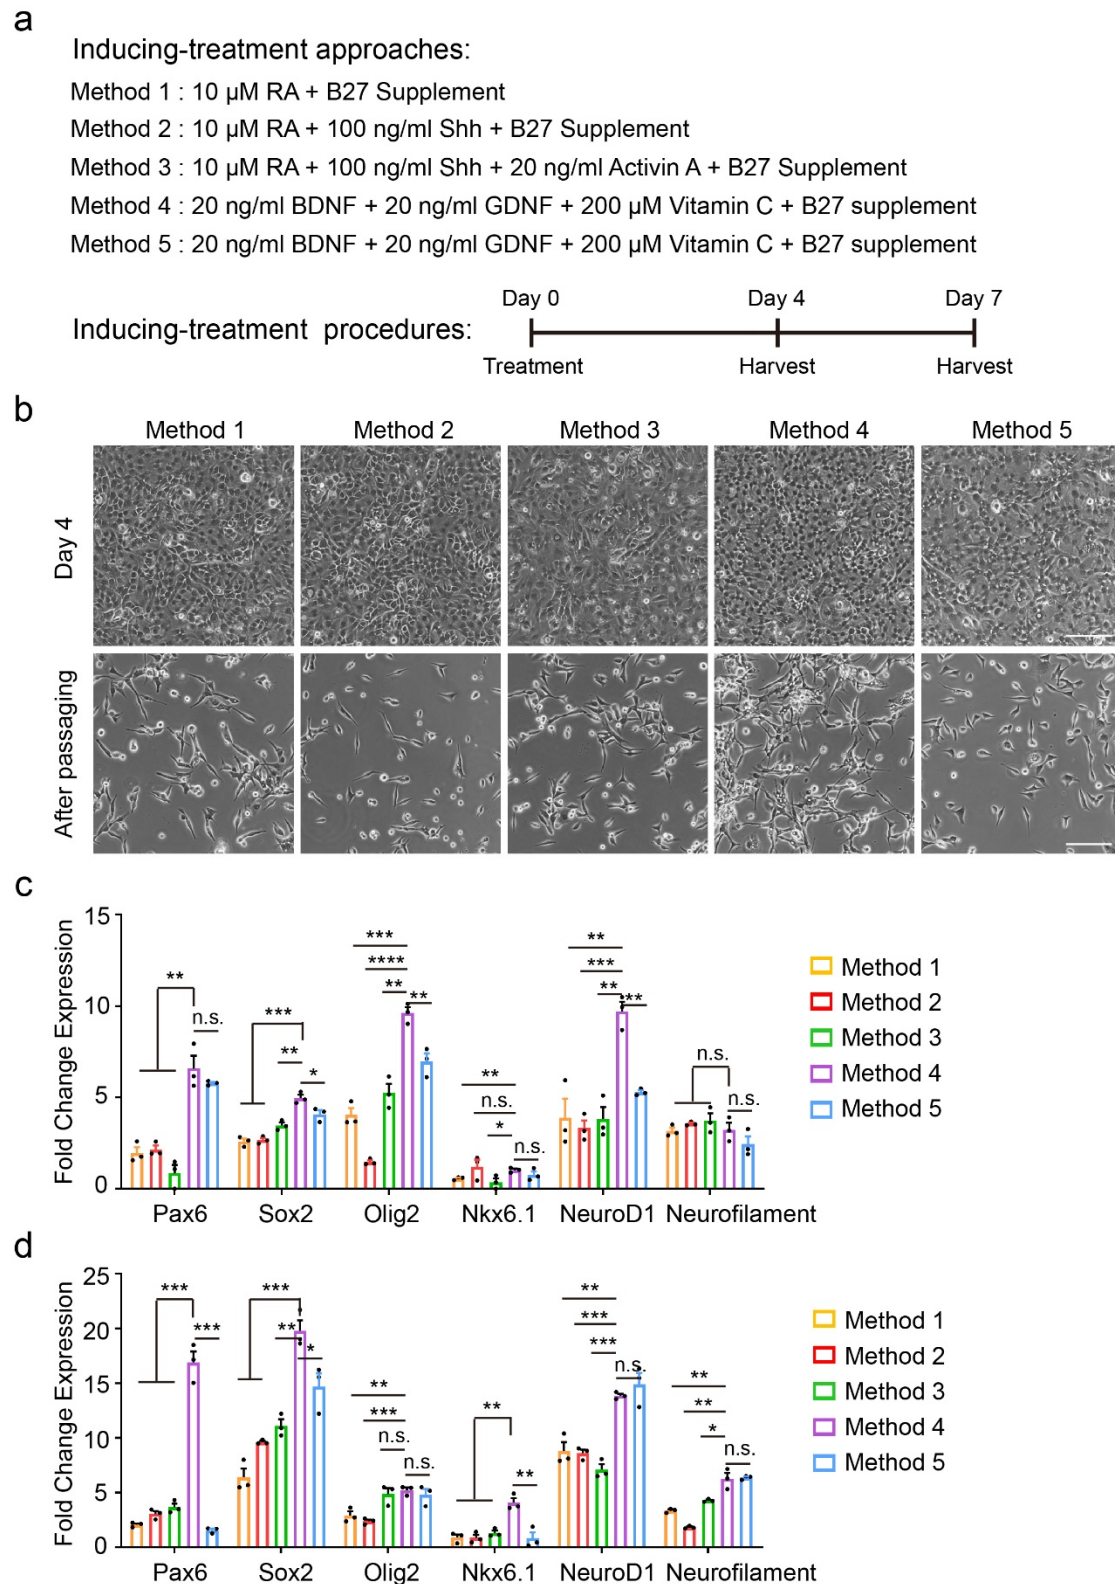 a
Inducing-treatment approaches:
Method 1 : 10 µM RA + B27 Supplement
Method 2 : 10 µM RA + 100 ng/ml Shh + B27 Supplement
Method 3 : 10 µM RA + 100 ng/ml Shh + 20 ng/ml Activin A + B27 Supplement
Method 4 : 20 ng/ml BDNF + 20 ng/ml GDNF + 200 µM Vitamin C + B27 supplement
Method 5 : 20 ng/ml BDNF + 20 ng/ml GDNF + 200 µM Vitamin C + B27 supplement
Day 0 Day 4 Day 7
Inducing-treatment procedures:
Treatment Harvest Harvest
b
Method 1 Method 2 Method 3 Method 4 Method 5
Day 4
After passaging
c
Fold Change Expression
15
10
5
0
** n.s.
*** ** *
*** **** ** **
** n.s. * n.s.
** *** ** **
n.s. n.s.
Pax6 Sox2 Olig2 Nkx6.1 NeuroD1 Neurofilament
Method 1
Method 2
Method 3
Method 4
Method 5
d
Fold Change Expression
25
20
15
10
5
0
*** ***
*** ** *
** *** n.s. n.s.
** **
** *** *** n.s.
** ** * n.s.
Pax6 Sox2 Olig2 Nkx6.1 NeuroD1 Neurofilament
Method 1
Method 2
Method 3
Method 4
Method 5